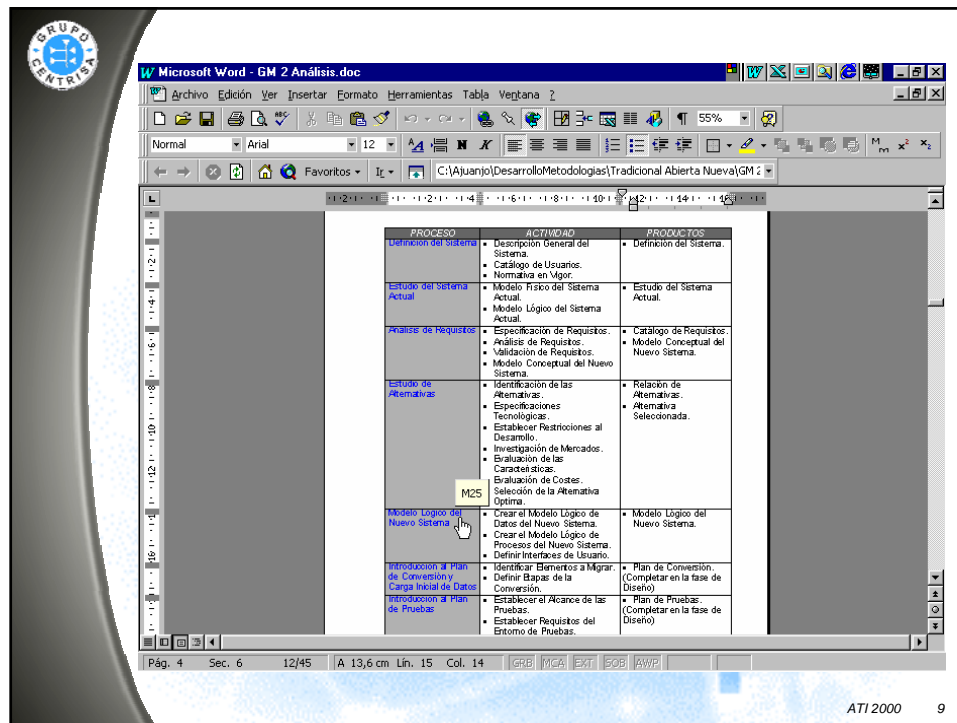 GRUPO
CENTRISA
Microsoft Word - GM 2 Análisis.doc
Archivo Edición Ver Insertar Formato Herramientas Tabla Ventana ?
55%
Normal Arial 12 N K
Favoritos Ir C:\Ajuanjo\DesarrolloMetodologias\Tradicional Abierta Nueva\GM 2
PROCESO ACTIVIDAD PRODUCTOS
Definición del Sistema
▪ Descripción General del
Sistema.
▪ Catálogo de Usuarios.
▪ Normativa en Vigor.
▪ Definición del Sistema.
Estudio del Sistema
Actual
▪ Modelo Físico del Sistema
Actual.
▪ Modelo Lógico del Sistema
Actual.
▪ Estudio del Sistema
Actual.
Análisis de Requisitos
▪ Especificación de Requisitos.
▪ Análisis de Requisitos.
▪ Validación de Requisitos.
▪ Modelo Conceptual del Nuevo
Sistema.
▪ Catálogo de Requisitos.
▪ Modelo Conceptual del
Nuevo Sistema.
Estudio de
Alternativas
▪ Identificación de las
Alternativas.
▪ Especificaciones
Tecnológicas.
▪ Establecer Restricciones al
Desarrollo.
▪ Investigación de Mercados.
▪ Evaluación de las
Características.
Evaluación de Costes.
Selección de la Alternativa
Optima.
▪ Relación de
Alternativas.
▪ Alternativa
Seleccionada.
M25
Modelo Lógico del
Nuevo Sistema
▪ Crear el Modelo Lógico de
Datos del Nuevo Sistema.
▪ Crear el Modelo Lógico de
Procesos del Nuevo Sistema.
▪ Definir Interfaces de Usuario.
▪ Modelo Lógico del
Nuevo Sistema.
Introducción al Plan
de Conversión y
Carga Inicial de Datos
▪ Identificar Elementos a Migrar.
▪ Definir Etapas de la
Conversión.
▪ Plan de Conversión.
(Completar en la fase de
Diseño)
Introducción al Plan
de Pruebas
▪ Establecer el Alcance de las
Pruebas.
▪ Establecer Requisitos del
Entorno de Pruebas.
▪ Plan de Pruebas.
(Completar en la fase de
Diseño)
Pág. 4 Sec. 6 12/45 A 13,6 cm Lín. 15 Col. 14 GRB MCA EXT SOB AWP
ATI 2000 9